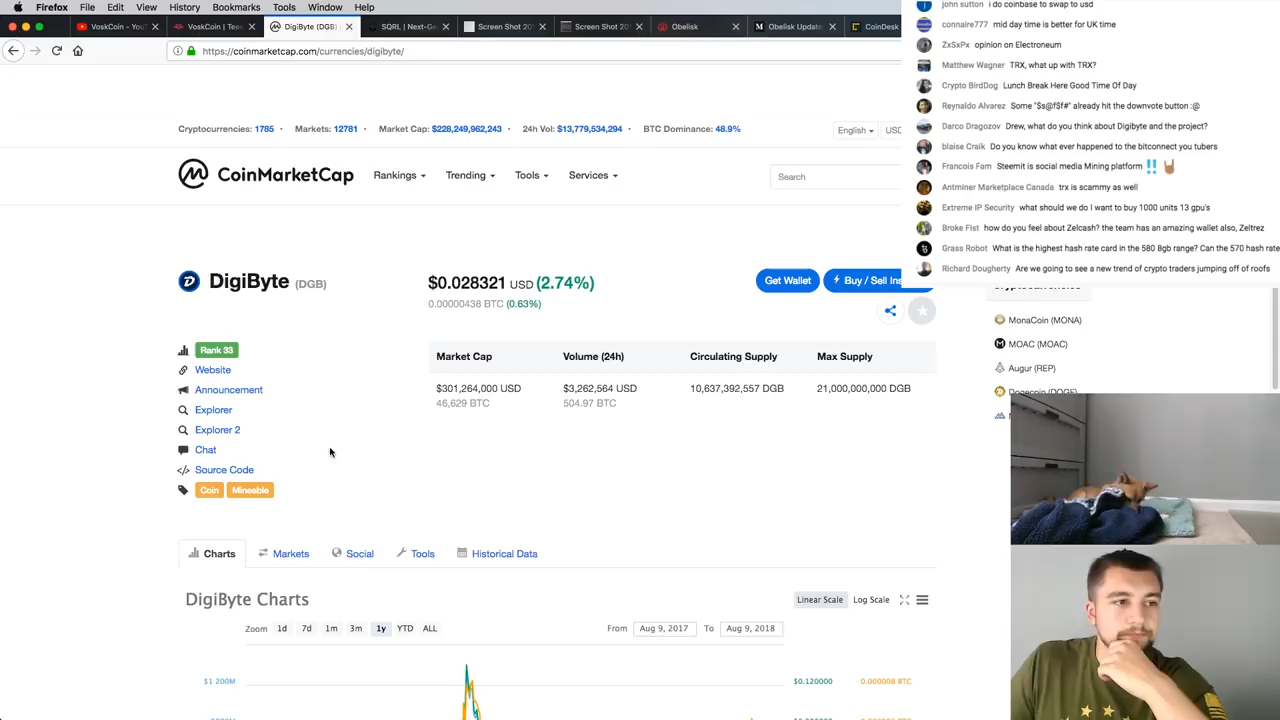 Firefox File Edit View History Bookmarks Tools Window Help
VoskCoin - YouT
VoskCoin | Teen
DigiByte (DGB)
SQRL | Next-Ge
Screen Shot 20
Screen Shot 20
Obelisk
Obelisk Update
CoinDesk
https://coinmarketcap.com/currencies/digibyte/
Cryptocurrencies: 1785 · Markets: 12781 · Market Cap: $228,249,962,243 · 24h Vol: $13,779,534,294 · BTC Dominance: 48.9%
English
USD
CoinMarketCap
Rankings
Trending
Tools
Services
Search
DigiByte (DGB)
$0.028321 USD (2.74%)
0.00000438 BTC (0.63%)
Get Wallet
Buy / Sell Ins
Rank 33
Website
Announcement
Explorer
Explorer 2
Chat
Source Code
Coin Mineable
Market Cap Volume (24h) Circulating Supply Max Supply
$301,264,000 USD $3,262,564 USD 10,637,392,557 DGB 21,000,000,000 DGB
46,629 BTC 504.97 BTC
Charts
Markets
Social
Tools
Historical Data
DigiByte Charts
Linear Scale Log Scale
Zoom 1d 7d 1m 3m 1y YTD ALL
From Aug 9, 2017 To Aug 9, 2018
$1 200M
$0.120000
0.000008 BTC
john sutton i do coinbase to swap to usd
connaire777 mid day time is better for UK time
ZxSxPx opinion on Electroneum
Matthew Wagner TRX, what up with TRX?
Crypto BirdDog Lunch Break Here Good Time Of Day
Reynaldo Alvarez Some "$s@f$f#" already hit the downvote button :@
Darco Dragozov Drew, what do you think about Digibyte and the project?
blaise Craik Do you know what ever happened to the bitconnect you tubers
Francois Fam Steemit is social media Mining platform ‼️ 🤘🏽
Antminer Marketplace Canada trx is scammy as well
Extreme IP Security what should we do I want to buy 1000 units 13 gpu's
Broke Fist how do you feel about Zelcash? the team has an amazing wallet also, Zeltrez
Grass Robot What is the highest hash rate card in the 580 8gb range? Can the 570 hash rate
Richard Dougherty Are we going to see a new trend of crypto traders jumping off of roofs
Cryptocurrencies
MonaCoin (MONA)
MOAC (MOAC)
Augur (REP)
Dogecoin (DOGE)